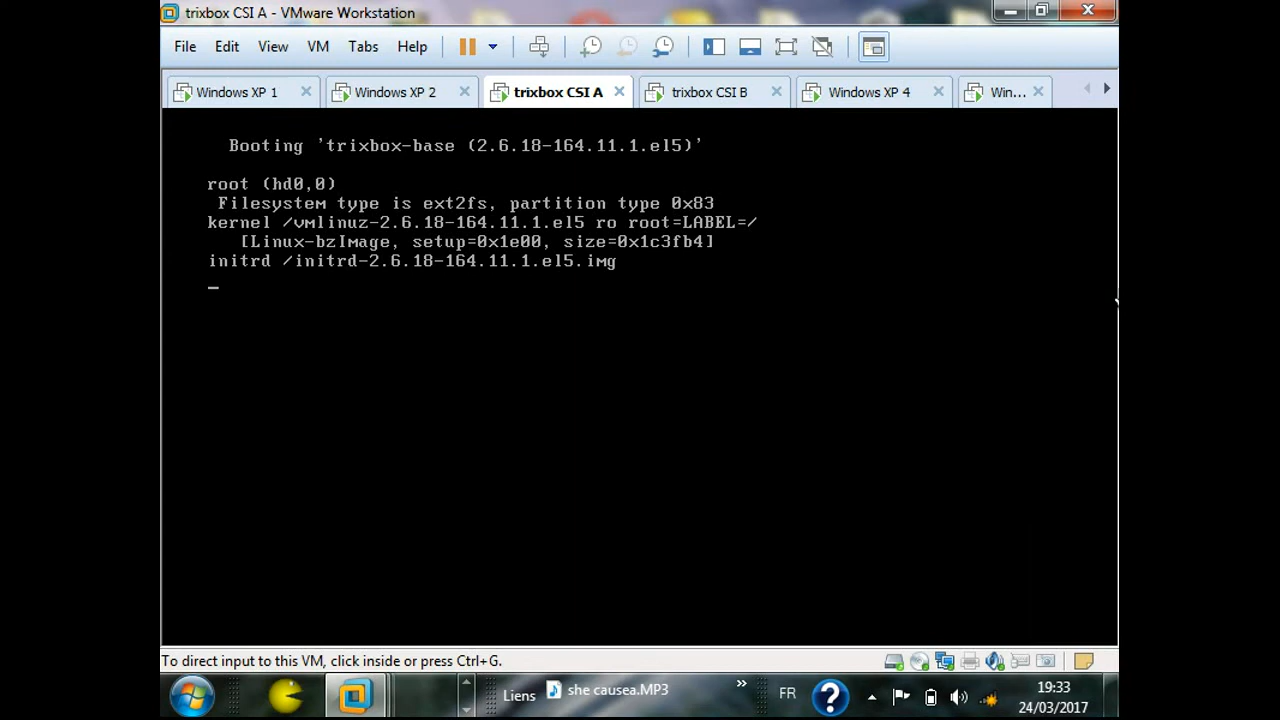 trixbox CSI A - VMware Workstation
File Edit View VM Tabs Help
Windows XP 1 Windows XP 2 trixbox CSI A trixbox CSI B Windows XP 4 Win...
Booting 'trixbox-base (2.6.18-164.11.1.el5)'
root (hd0,0)
Filesystem type is ext2fs, partition type 0x83
kernel /vmlinuz-2.6.18-164.11.1.el5 ro root=LABEL=/
[Linux-bzImage, setup=0x1e00, size=0x1c3fb4]
initrd /initrd-2.6.18-164.11.1.el5.img
_
To direct input to this VM, click inside or press Ctrl+G.
Liens she causea.MP3 » FR ? 19:33
24/03/2017